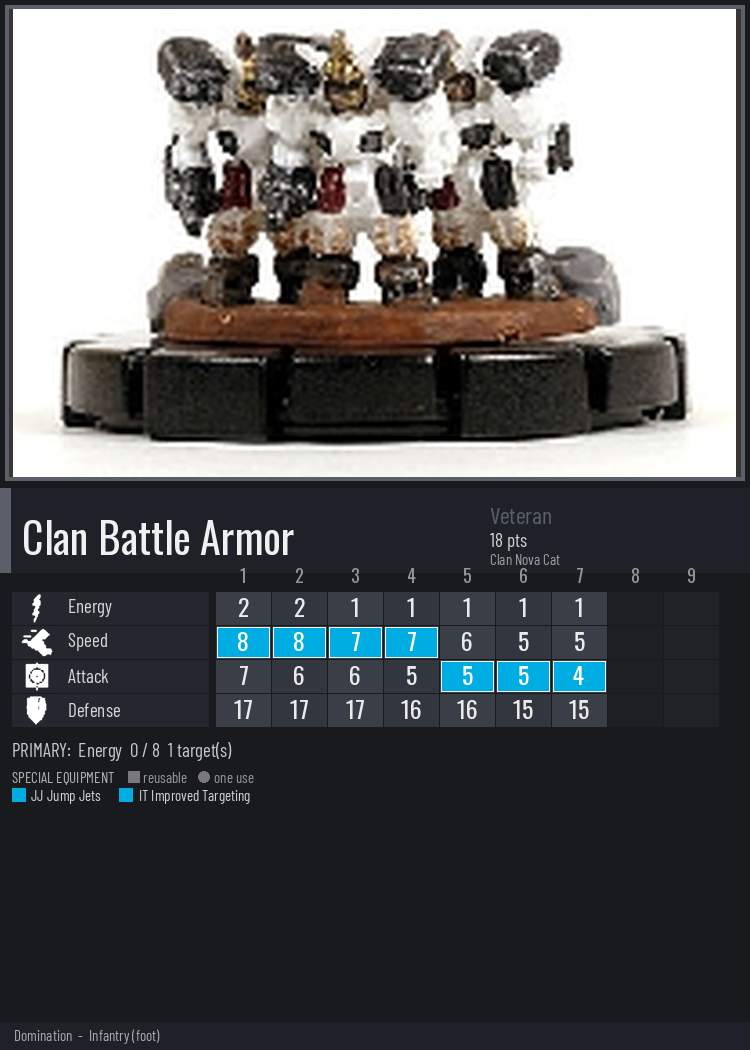 Clan Battle Armor
Veteran
18 pts
Clan Nova Cat
1 2 3 4 5 6 7 8 9
Energy 2 2 1 1 1 1 1
Speed 8 8 7 7 6 5 5
Attack 7 6 6 5 5 5 4
Defense 17 17 17 16 16 15 15
PRIMARY: Energy 0 / 8 1 target(s)
SPECIAL EQUIPMENT reusable one use
JJ Jump Jets IT Improved Targeting
Domination - Infantry (foot)